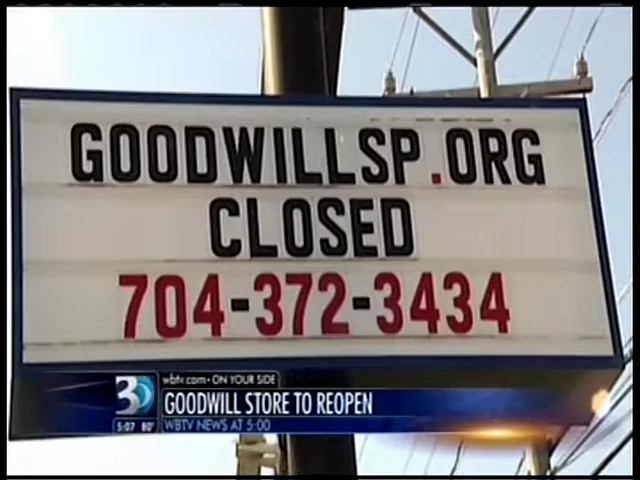 GOODWILLSP.ORG
CLOSED
704-372-3434
3 wbtv.com • ON YOUR SIDE
GOODWILL STORE TO REOPEN
5:07 80° WBTV NEWS AT 5:00